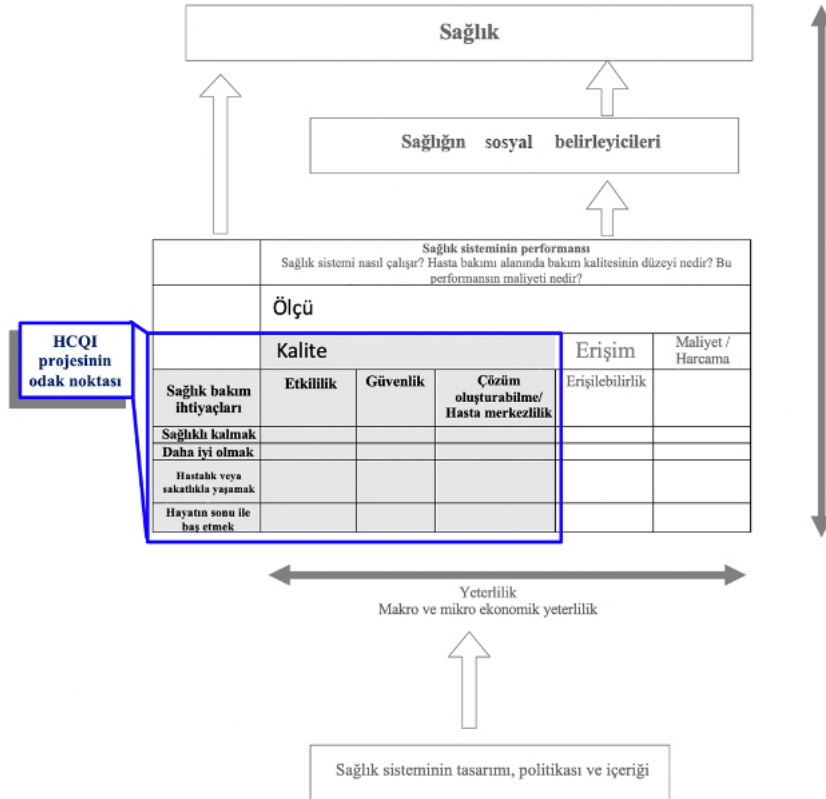 Sağlık
Sağlığın sosyal belirleyicileri
Sağlık sisteminin performansı
Sağlık sistemi nasıl çalışır? Hasta bakımı alanında bakım kalitesinin düzeyi nedir? Bu
performansın maliyeti nedir?
Ölçü
HCQI
projesinin
odak noktası
Kalite
Erişim
Maliyet /
Harcama
Sağlık bakım
ihtiyaçları
Etkililik
Güvenlik
Çözüm
oluşturabilme/
Hasta merkezlilik
Erişilebilirlik
Sağlıklı kalmak
Daha iyi olmak
Hastalık veya
sakatlıkla yaşamak
Hayatın sonu ile
baş etmek
Yeterlilik
Makro ve mikro ekonomik yeterlilik
Sağlık sisteminin tasarımı, politikası ve içeriği